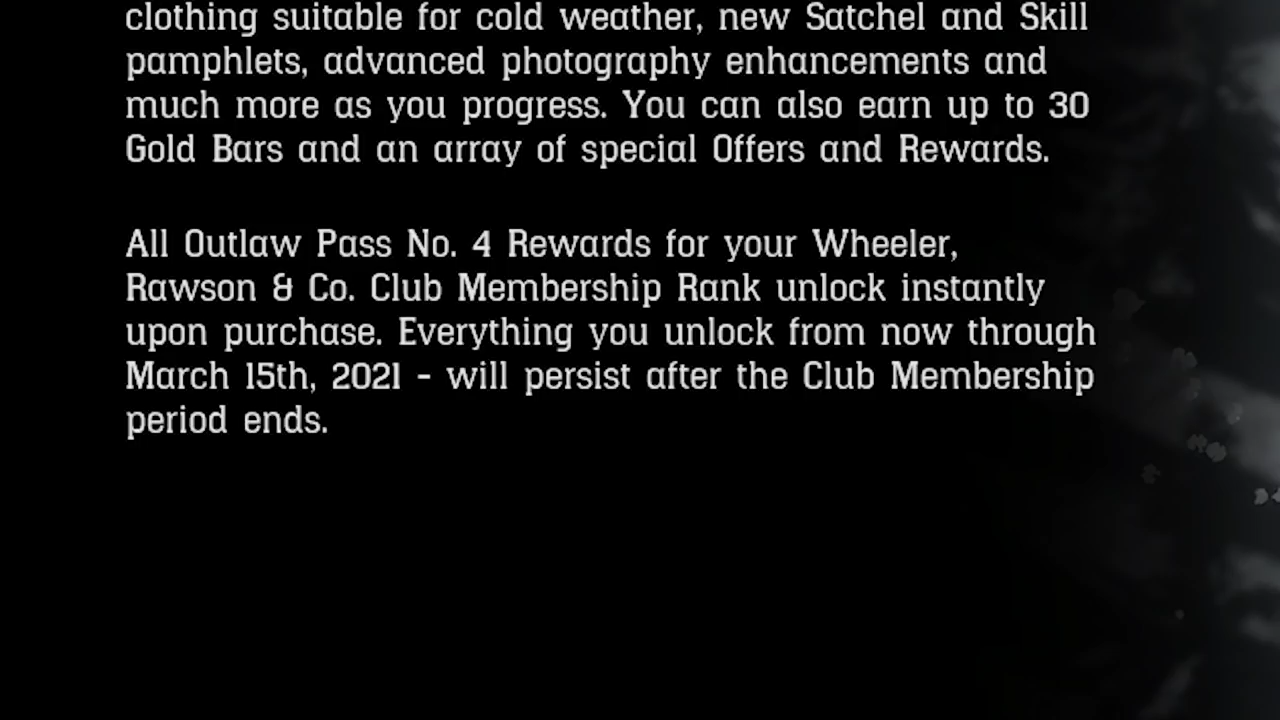 clothing suitable for cold weather, new Satchel and Skill
pamphlets, advanced photography enhancements and
much more as you progress. You can also earn up to 30
Gold Bars and an array of special Offers and Rewards.
All Outlaw Pass No. 4 Rewards for your Wheeler,
Rawson & Co. Club Membership Rank unlock instantly
upon purchase. Everything you unlock from now through
March 15th, 2021 - will persist after the Club Membership
period ends.